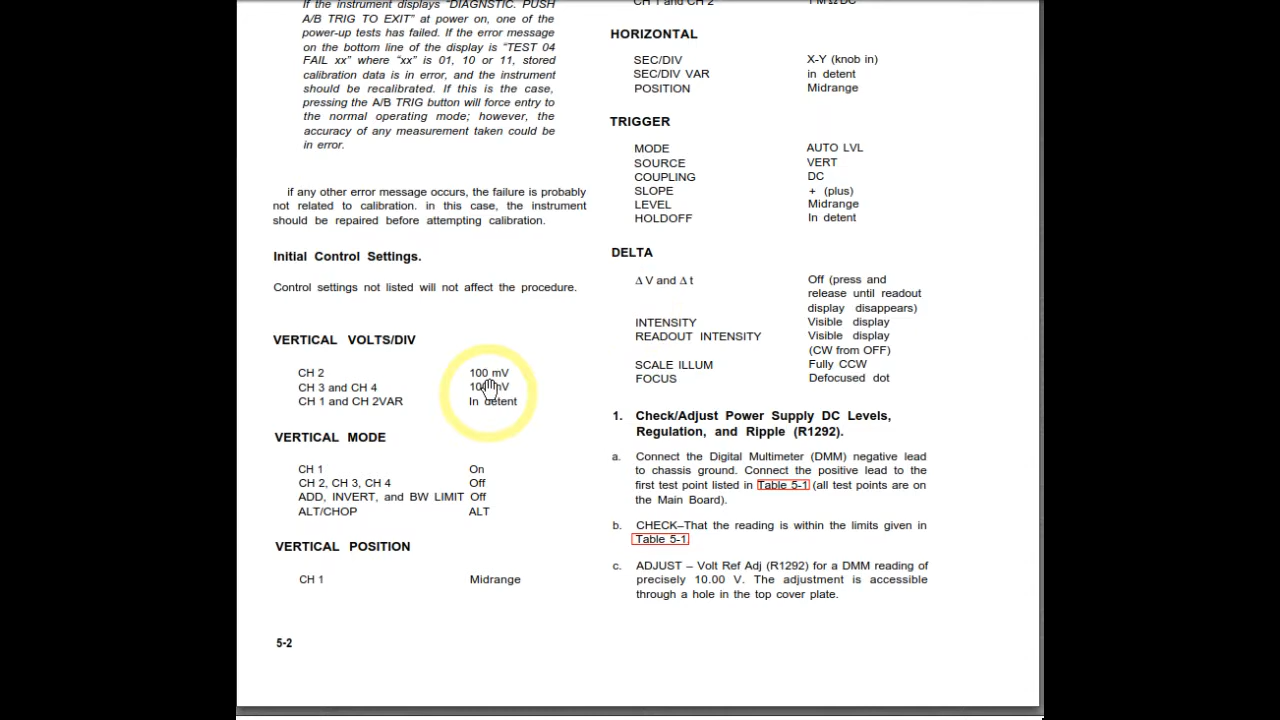 If the instrument displays "DIAGNSTIC. PUSH
A/B TRIG TO EXIT" at power on, one of the
power-up tests has failed. If the error message
on the bottom line of the display is "TEST 04
FAIL xx" where "xx" is 01, 10 or 11, stored
calibration data is in error, and the instrument
should be recalibrated. If this is the case,
pressing the A/B TRIG button will force entry to
the normal operating mode; however, the
accuracy of any measurement taken could be
in error.
if any other error message occurs, the failure is probably
not related to calibration. in this case, the instrument
should be repaired before attempting calibration.
Initial Control Settings.
Control settings not listed will not affect the procedure.
VERTICAL VOLTS/DIV
CH 2 100 mV
CH 3 and CH 4 100 mV
CH 1 and CH 2VAR In detent
VERTICAL MODE
CH 1 On
CH 2, CH 3, CH 4 Off
ADD, INVERT, and BW LIMIT Off
ALT/CHOP ALT
VERTICAL POSITION
CH 1 Midrange
5-2
CH 1 and CH 2 1 M Ω DC
HORIZONTAL
SEC/DIV X-Y (knob in)
SEC/DIV VAR in detent
POSITION Midrange
TRIGGER
MODE AUTO LVL
SOURCE VERT
COUPLING DC
SLOPE + (plus)
LEVEL Midrange
HOLDOFF In detent
DELTA
Δ V and Δ t Off (press and
release until readout
display disappears)
INTENSITY Visible display
READOUT INTENSITY Visible display
(CW from OFF)
SCALE ILLUM Fully CCW
FOCUS Defocused dot
1. Check/Adjust Power Supply DC Levels,
Regulation, and Ripple (R1292).
a. Connect the Digital Multimeter (DMM) negative lead
to chassis ground. Connect the positive lead to the
first test point listed in Table 5-1 (all test points are on
the Main Board).
b. CHECK–That the reading is within the limits given in
Table 5-1
c. ADJUST – Volt Ref Adj (R1292) for a DMM reading of
precisely 10.00 V. The adjustment is accessible
through a hole in the top cover plate.